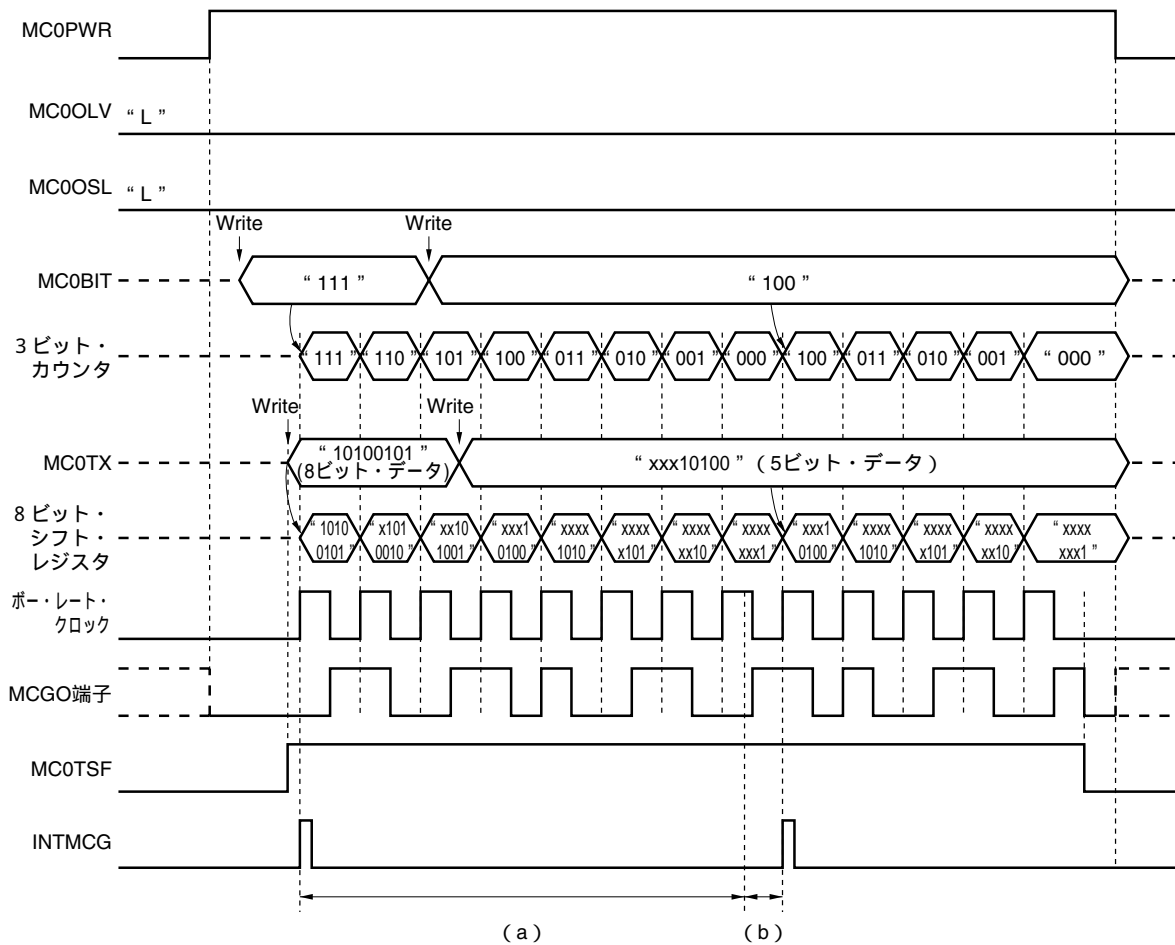 MC0PWR
MC0OLV “ L ”
MC0OSL “ L ”
Write Write
MC0BIT “ 111 ” “ 100 ”
3 ビット・
カウンタ
“ 111 ” “ 110 ” “ 101 ” “ 100 ” “ 011 ” “ 010 ” “ 001 ” “ 000 ” “ 100 ” “ 011 ” “ 010 ” “ 001 ” “ 000 ”
Write Write
MC0TX
“ 10100101 ”
(8ビット・データ)
“ xxx10100 ” ( 5ビット・データ )
8 ビット・
シフト・
レジスタ
“ 1010 “ x101 “ xx10 “ xxx1 “ xxxx “ xxxx “ xxxx “ xxxx “ xxx1 “ xxxx “ xxxx “ xxxx “ xxxx
0101 ” 0010 ” 1001 ” 0100 ” 1010 ” x101 ” xx10 ” xxx1 ” 0100 ” 1010 ” x101 ” xx10 ” xxx1 ”
ボー・レート・
クロック
MCGO端子
MC0TSF
INTMCG
( a ) ( b )